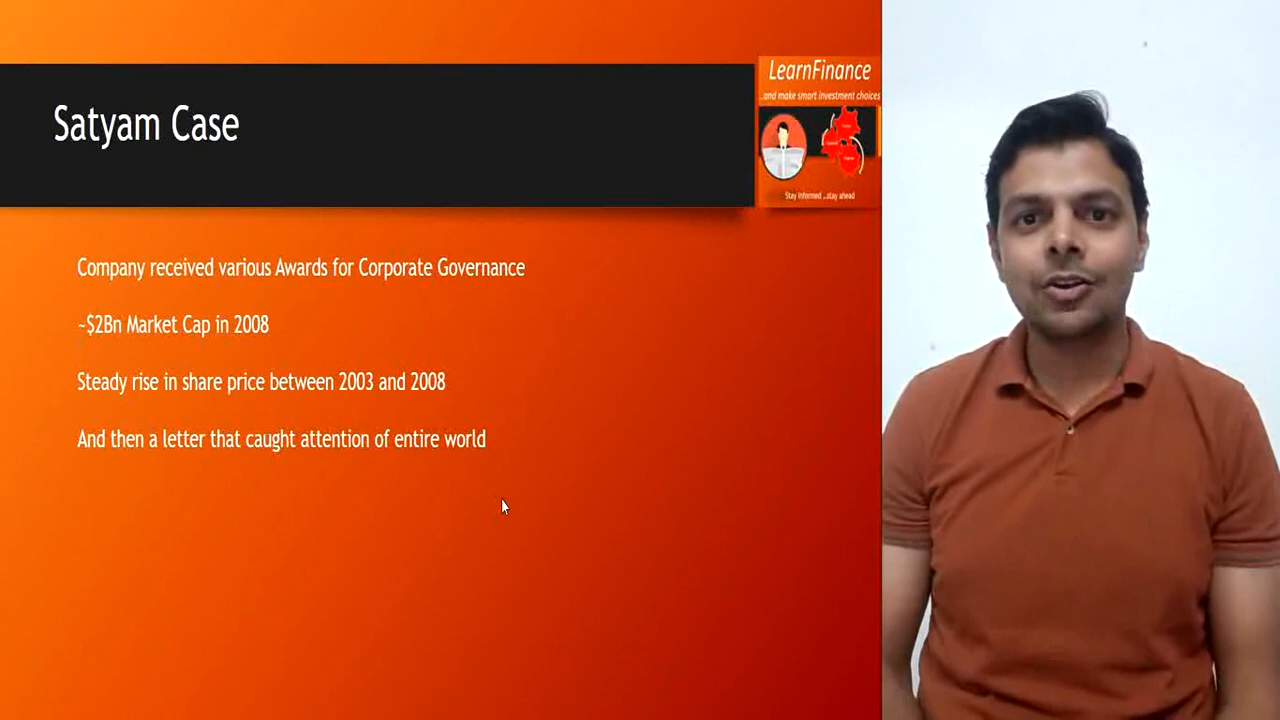 Satyam Case
LearnFinance
...and make smart investment choices
Stay informed ...stay ahead
Company received various Awards for Corporate Governance
~$2Bn Market Cap in 2008
Steady rise in share price between 2003 and 2008
And then a letter that caught attention of entire world